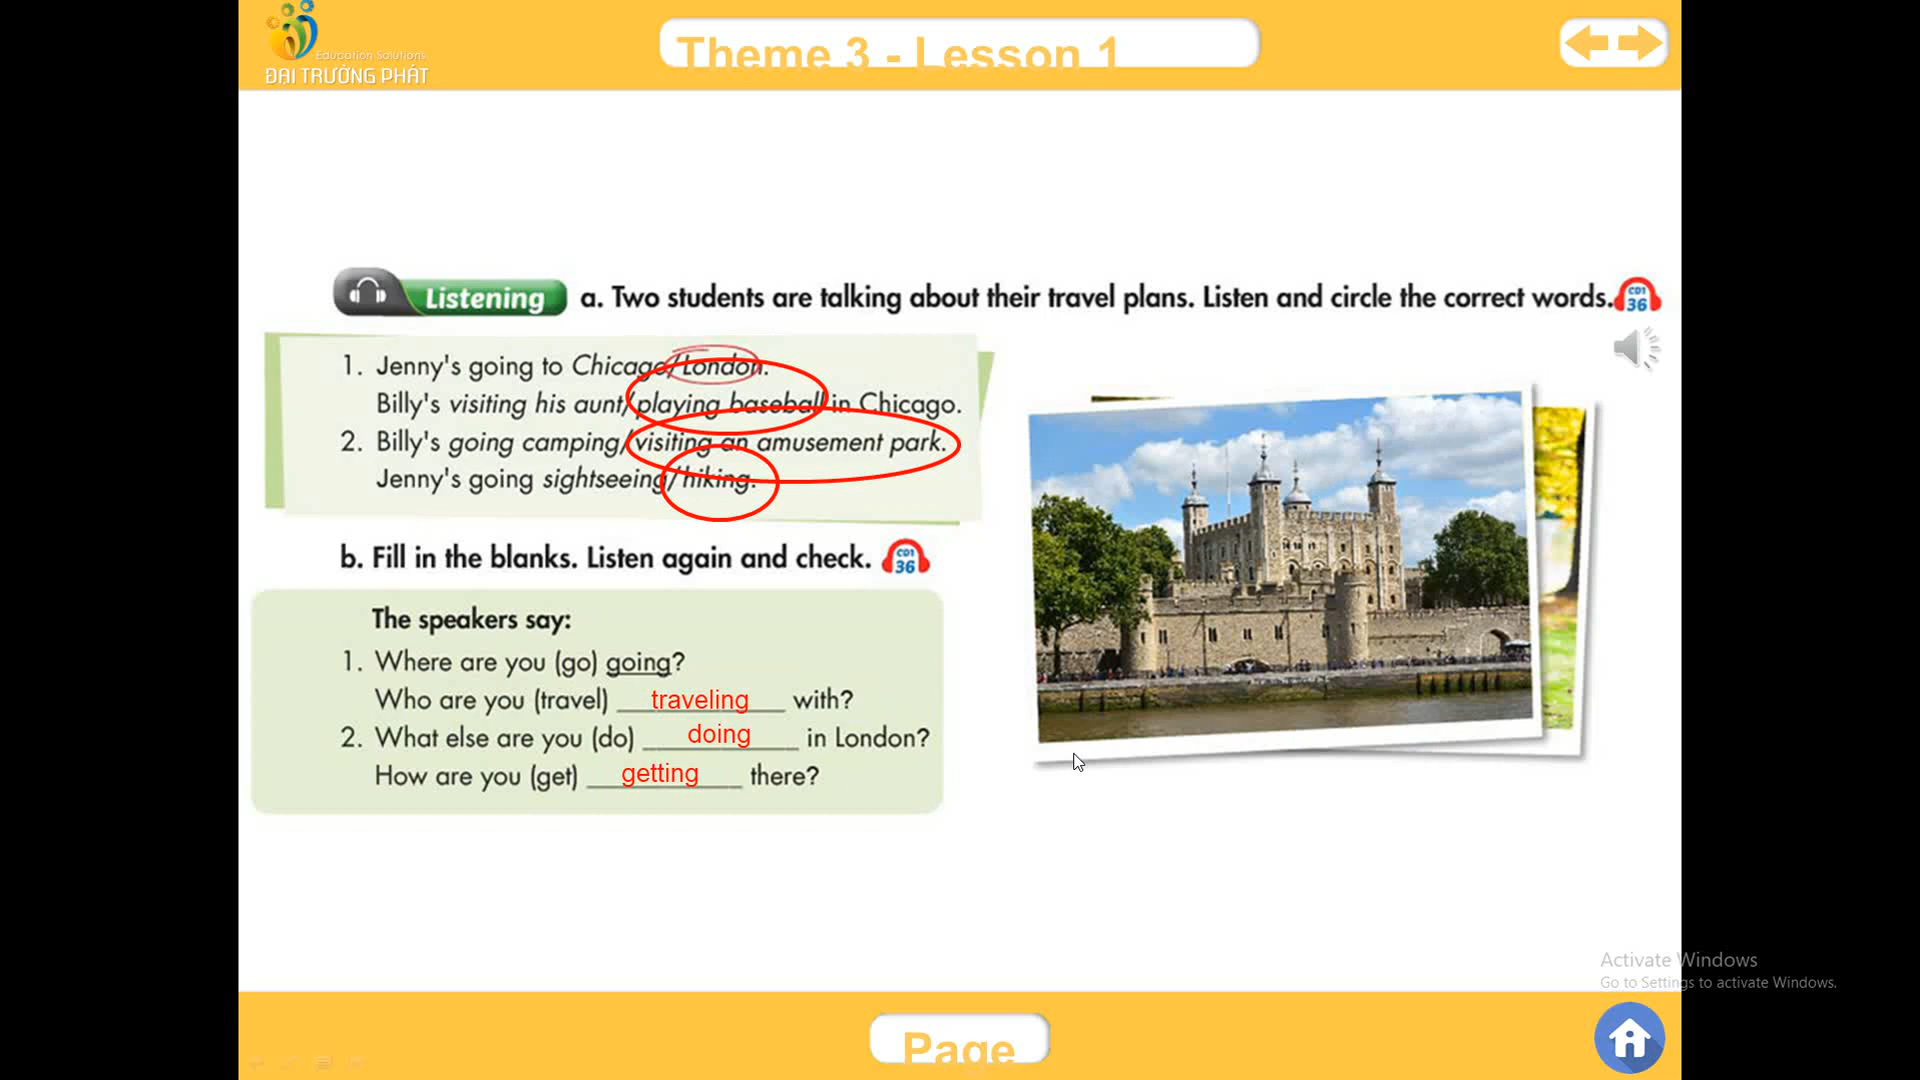 Education Solutions
ĐẠI TRƯỜNG PHÁT
Theme 3 - Lesson 1
Listening
a. Two students are talking about their travel plans. Listen and circle the correct words.
CD1
36
1. Jenny's going to Chicago/London.
Billy's visiting his aunt/playing baseball in Chicago.
2. Billy's going camping/visiting an amusement park.
Jenny's going sightseeing/hiking.
b. Fill in the blanks. Listen again and check.
CD1
36
The speakers say:
1. Where are you (go) going?
Who are you (travel) traveling with?
2. What else are you (do) doing in London?
How are you (get) getting there?
Activate Windows
Go to Settings to activate Windows.
Page